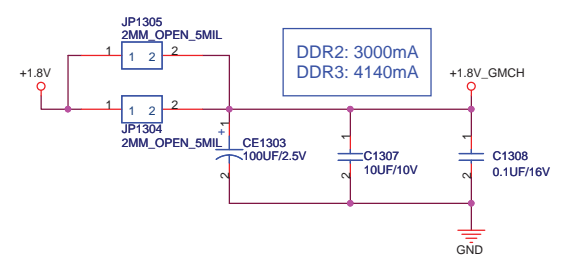 JP1305
2MM_OPEN_5MIL
1 1 2 2
DDR2: 3000mA
DDR3: 4140mA
+1.8V
+1.8V_GMCH
1 1 2 2
JP1304
2MM_OPEN_5MIL
1
+
CE1303
100UF/2.5V
2
1
C1307
10UF/10V
2
1
C1308
0.1UF/16V
2
GND